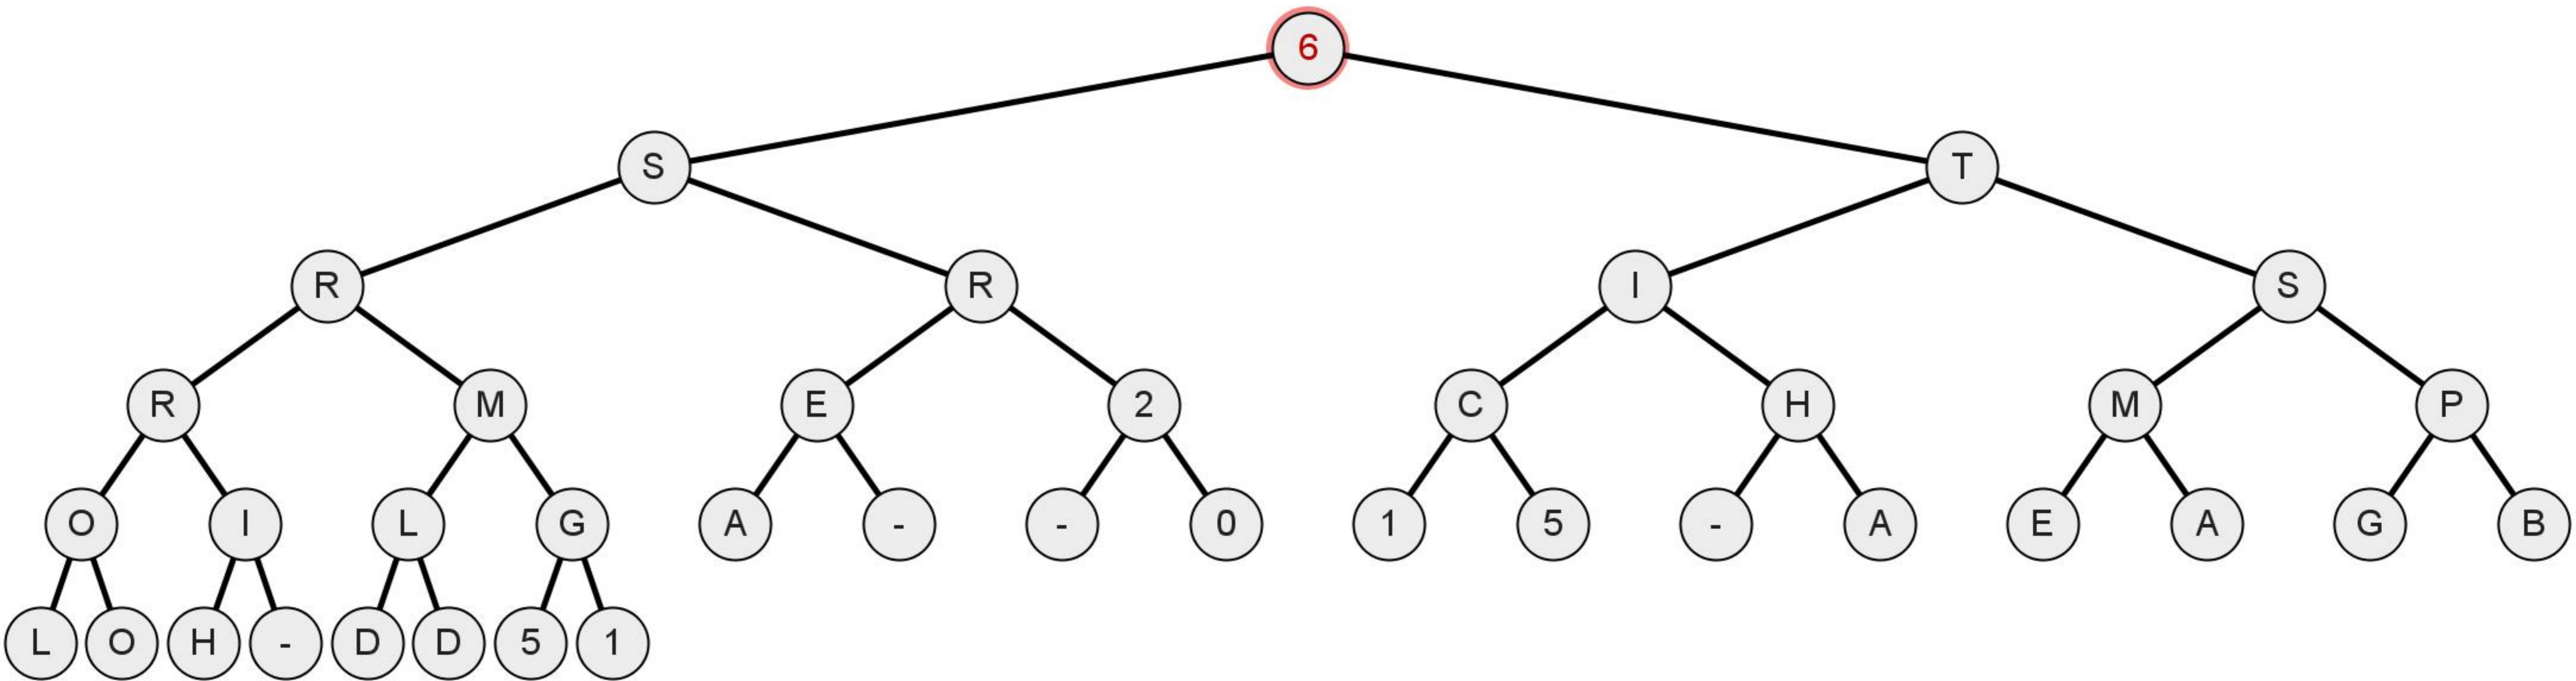 6
S T
R R I S
R M E 2 C H M P
O I L G A - - 0 1 5 - A E A G B
L O H - D D 5 1